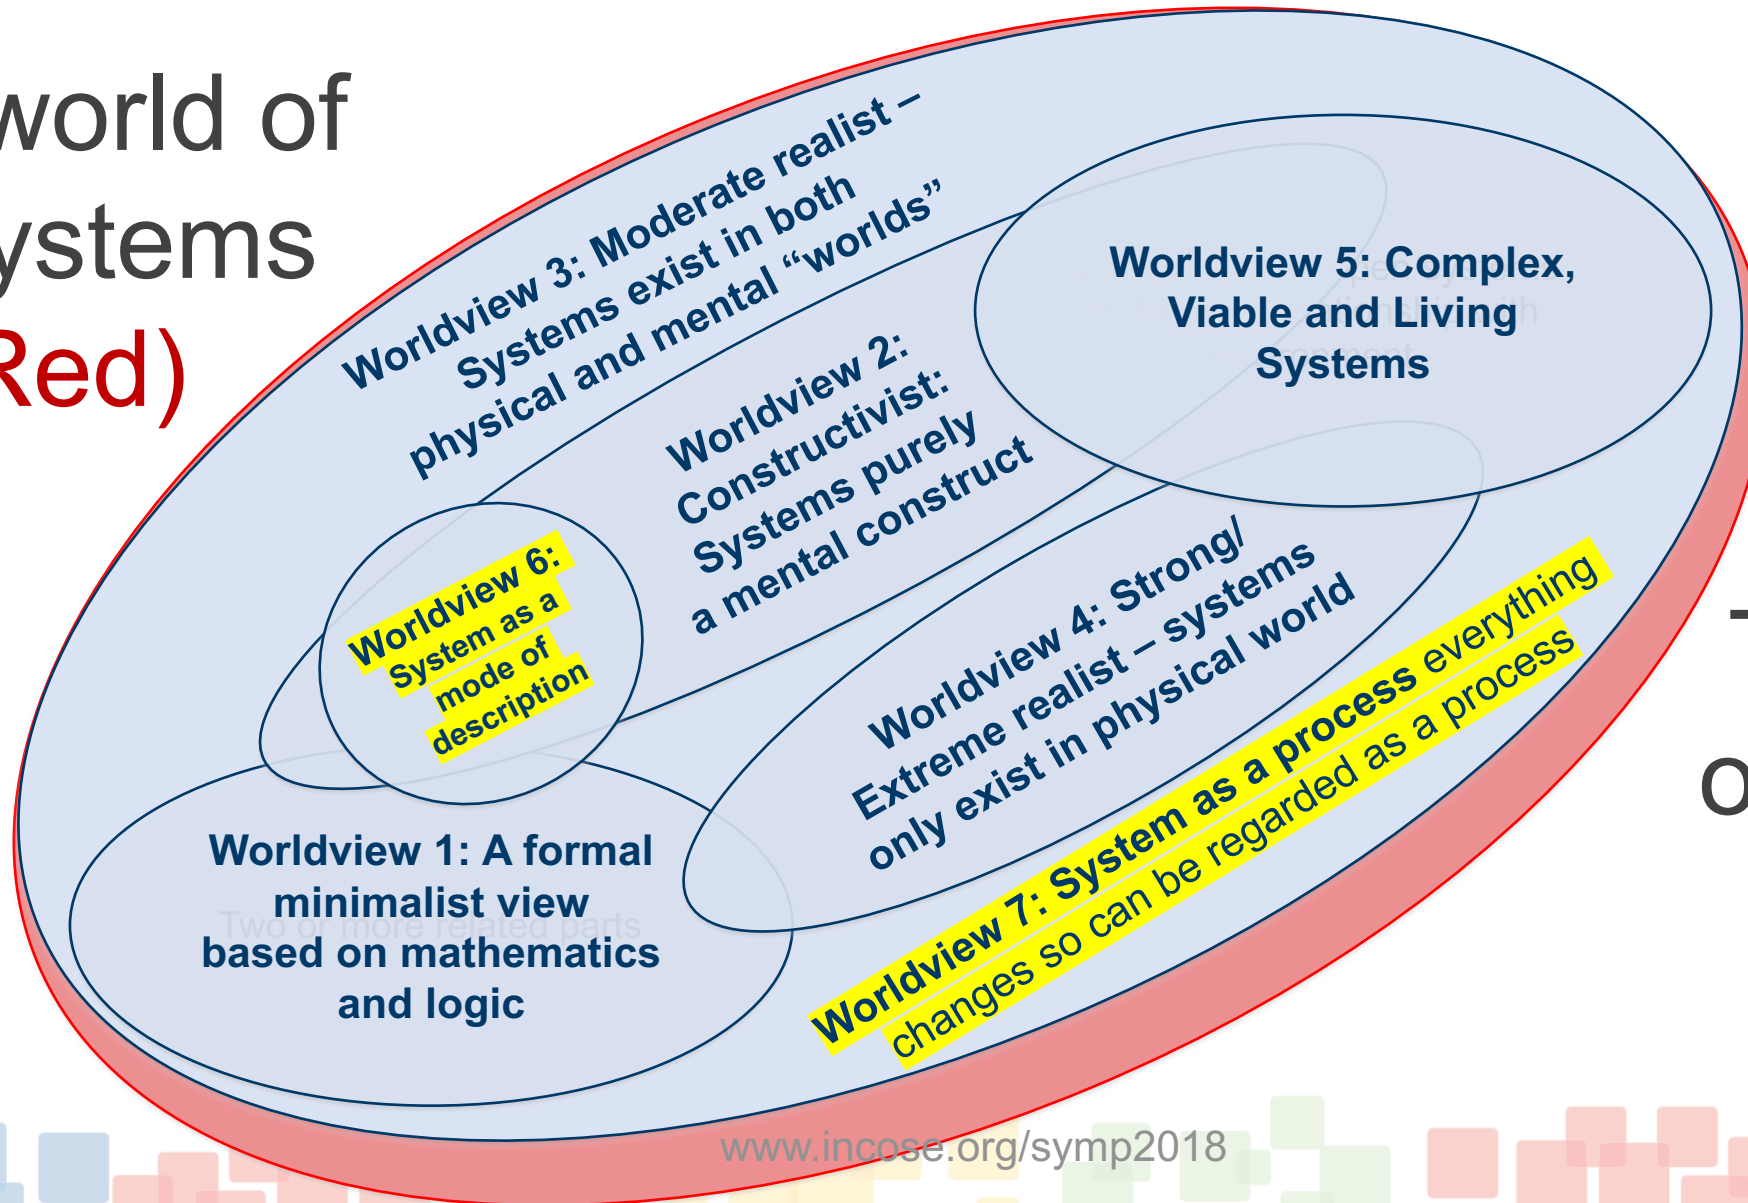 world of
ystems
Red)
Worldview 3: Moderate realist –
Systems exist in both
physical and mental “worlds”
Worldview 5: Complex,
Viable and Living
Systems
Worldview 2:
Constructivist:
Systems purely
a mental construct
Worldview 6:
System as a
mode of
description
Worldview 4: Strong/
Extreme realist – systems
only exist in physical world
Worldview 7: System as a process everything
changes so can be regarded as a process
Worldview 1: A formal
minimalist view
Two or more related parts
based on mathematics
and logic
www.incose.org/symp2018